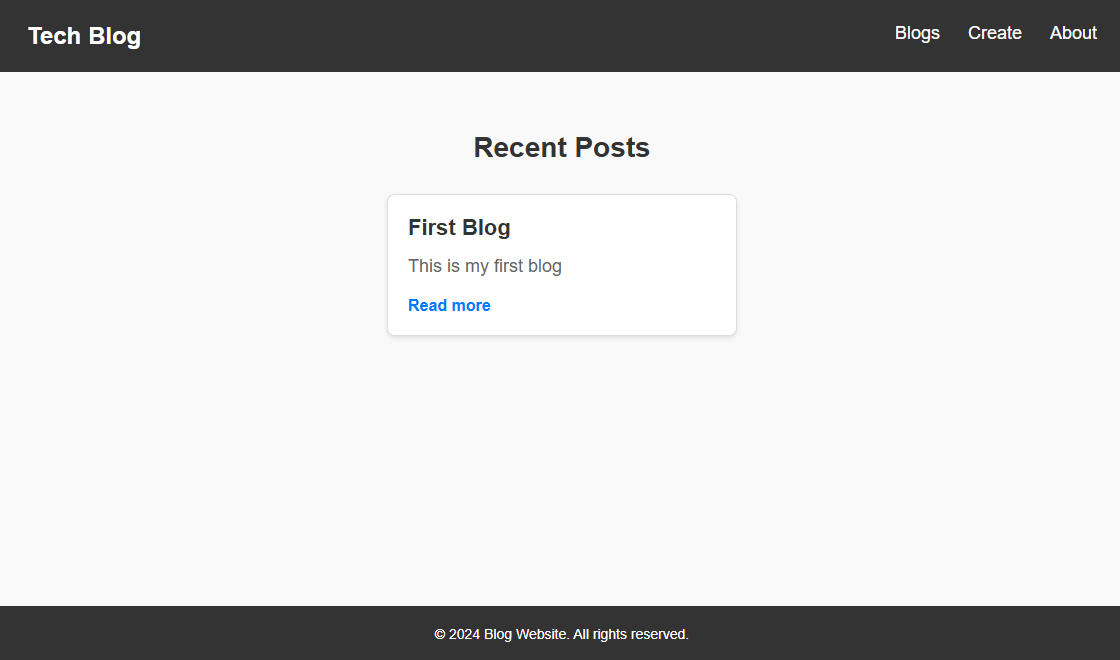 Tech Blog
Blogs Create About
Recent Posts
First Blog
This is my first blog
Read more
© 2024 Blog Website. All rights reserved.